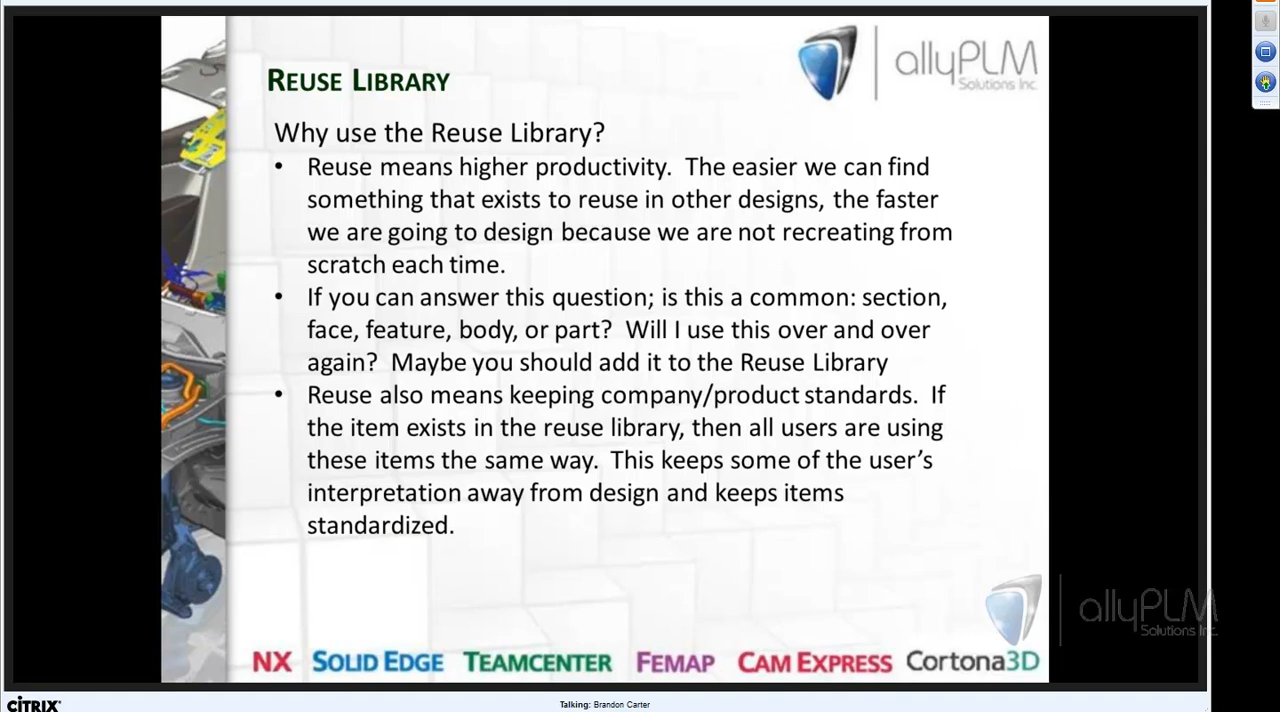 allyPLM
Solutions Inc.
REUSE LIBRARY
Why use the Reuse Library?
• Reuse means higher productivity.  The easier we can find
something that exists to reuse in other designs, the faster
we are going to design because we are not recreating from
scratch each time.
• If you can answer this question; is this a common: section,
face, feature, body, or part?  Will I use this over and over
again?  Maybe you should add it to the Reuse Library
• Reuse also means keeping company/product standards.  If
the item exists in the reuse library, then all users are using
these items the same way.  This keeps some of the user’s
interpretation away from design and keeps items
standardized.
allyPLM
Solutions Inc.
NX SOLID EDGE TEAMCENTER FEMAP CAM EXPRESS Cortona3D
CİTRIX Talking: Brandon Carter